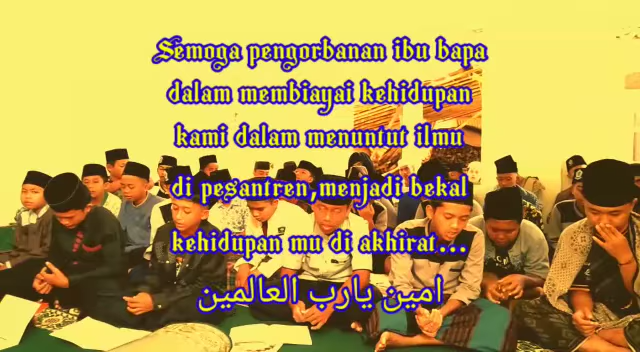 Semoga pengorbanan ibu bapa
dalam membiayai kehidupan
kami dalam menuntut ilmu
di pesantren,menjadi bekal
kehidupan mu di akhirat...
امين يارب العالمين